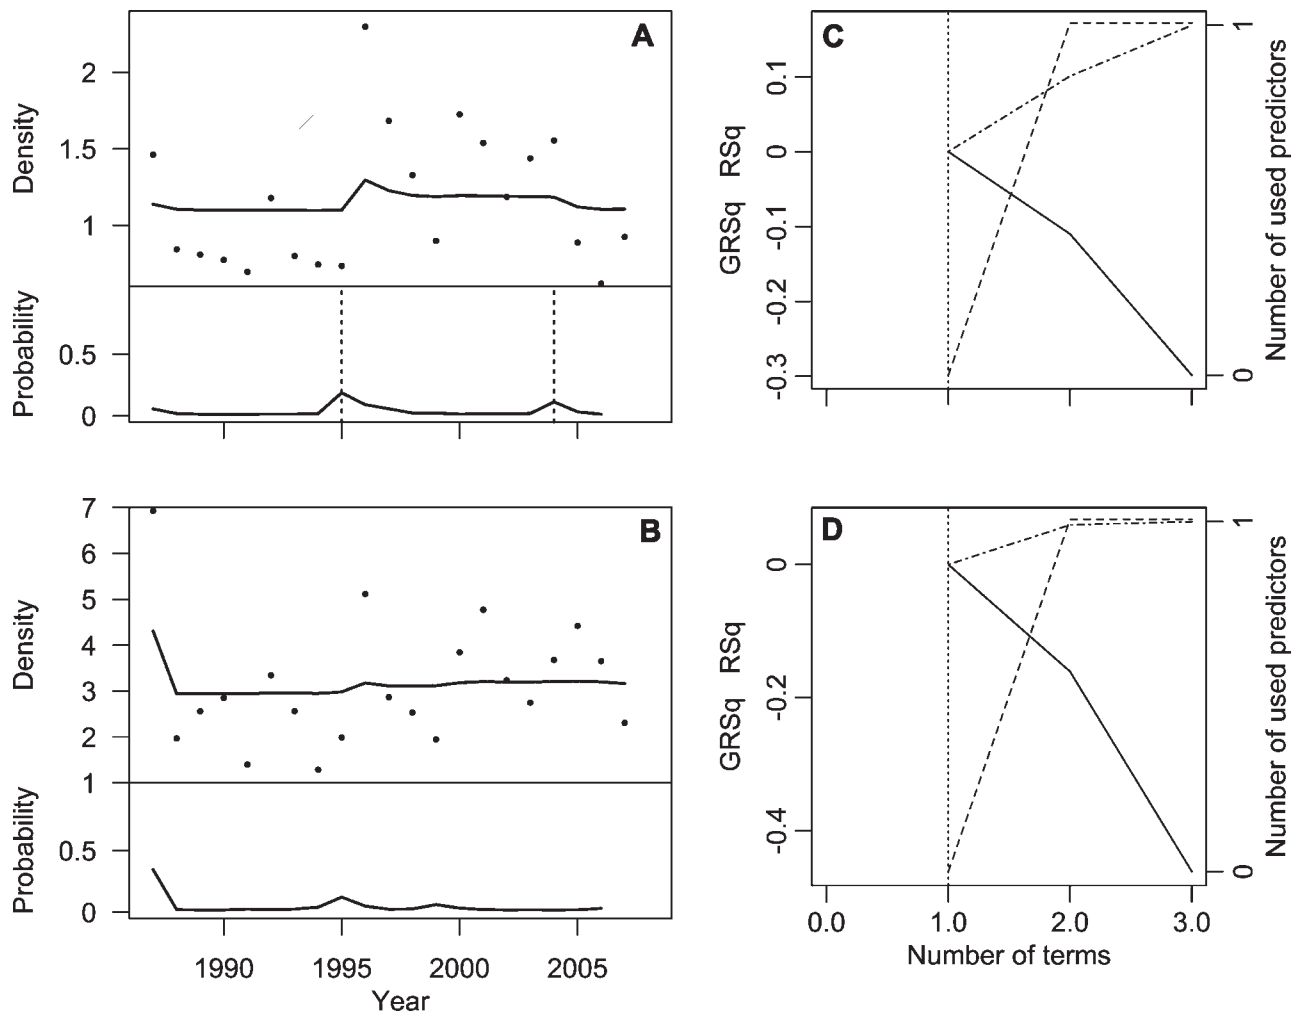 A
Density
2
1.5
1
Probability
0.5
0
B
Density
7
6
5
4
3
2
1
Probability
0.5
0
1990 1995 2000 2005
Year
C
GRSq RSq
0.1
0
-0.1
-0.2
-0.3
Number of used predictors
1
0
D
GRSq RSq
0
-0.2
-0.4
Number of used predictors
1
0
0.0 1.0 2.0 3.0
Number of terms